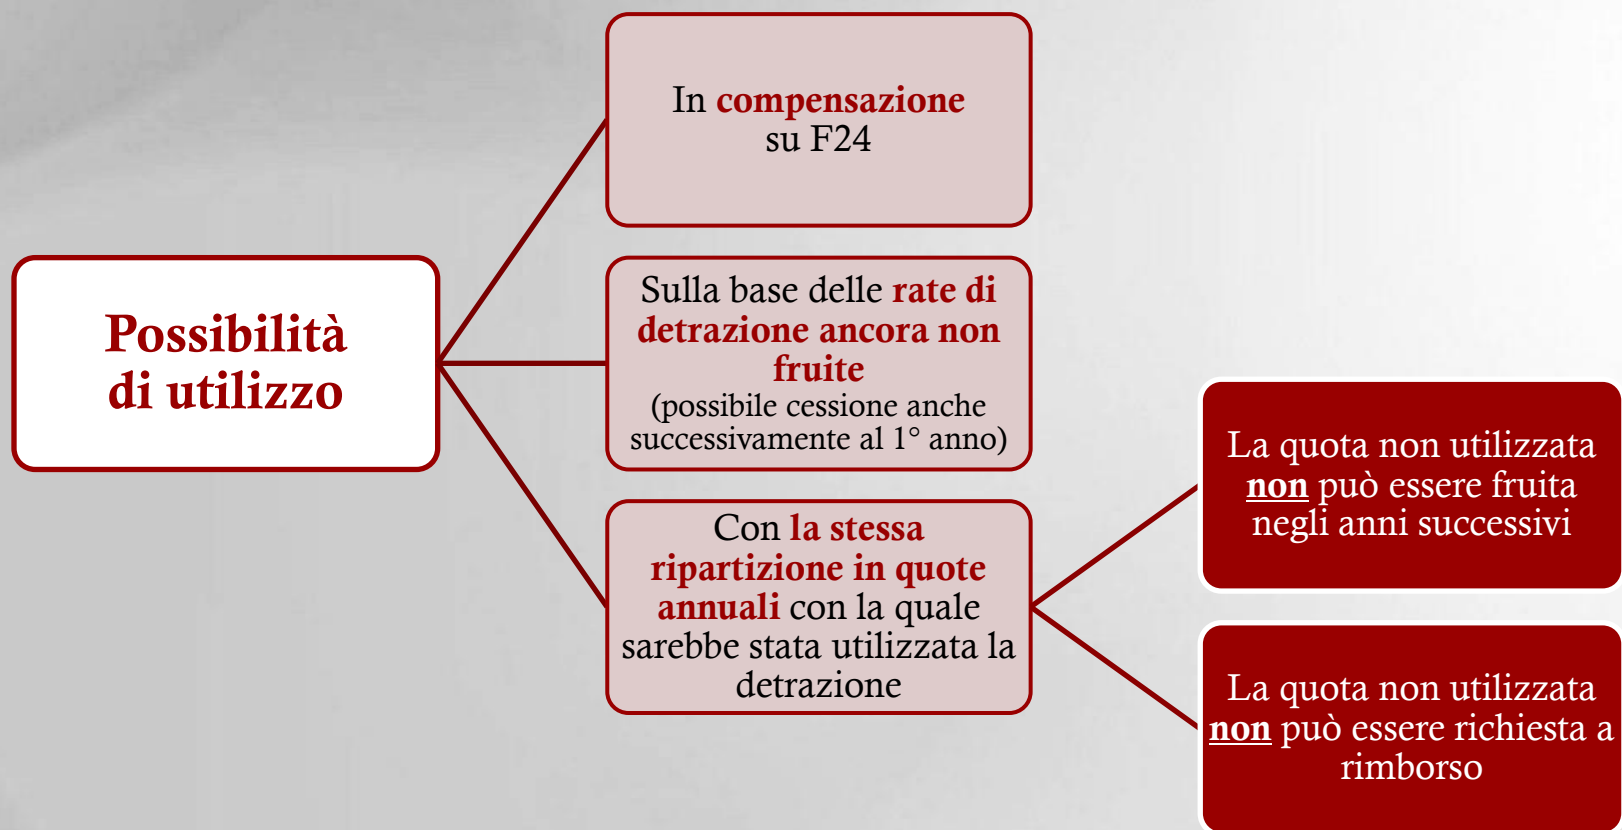 Possibilità
di utilizzo
In compensazione
su F24
Sulla base delle rate di
detrazione ancora non
fruite
(possibile cessione anche
successivamente al 1° anno)
Con la stessa
ripartizione in quote
annuali con la quale
sarebbe stata utilizzata la
detrazione
La quota non utilizzata
non può essere fruita
negli anni successivi
La quota non utilizzata
non può essere richiesta a
rimborso